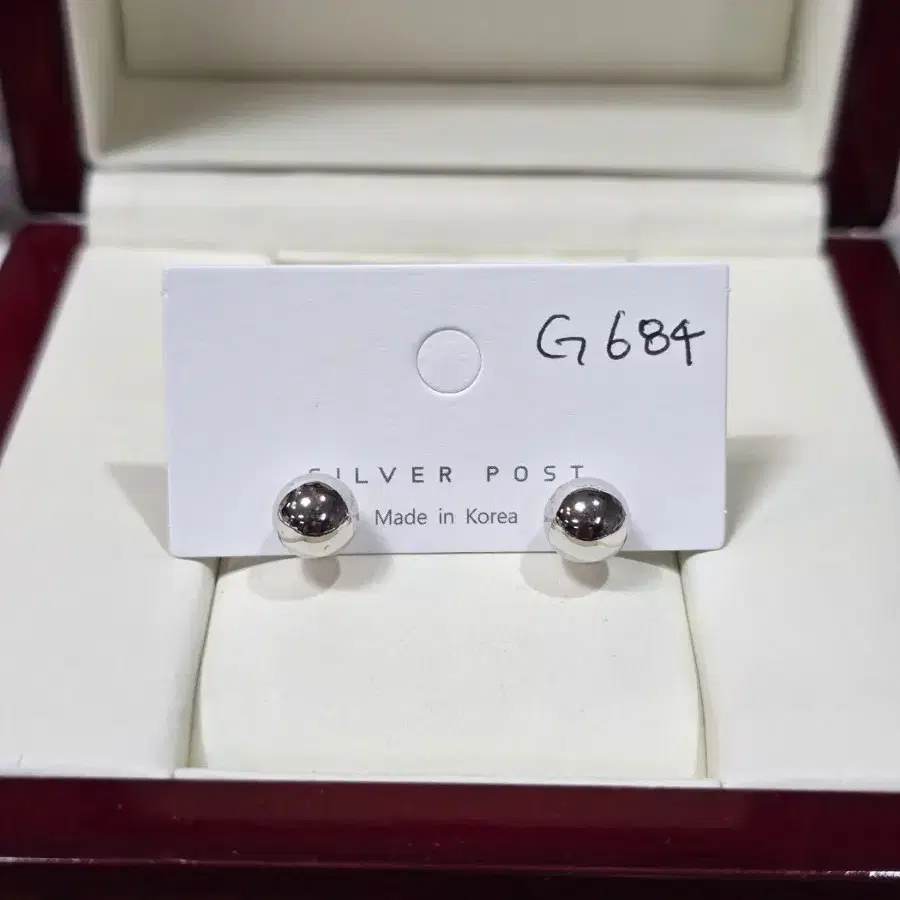 G684
SILVER POST
Made in Korea